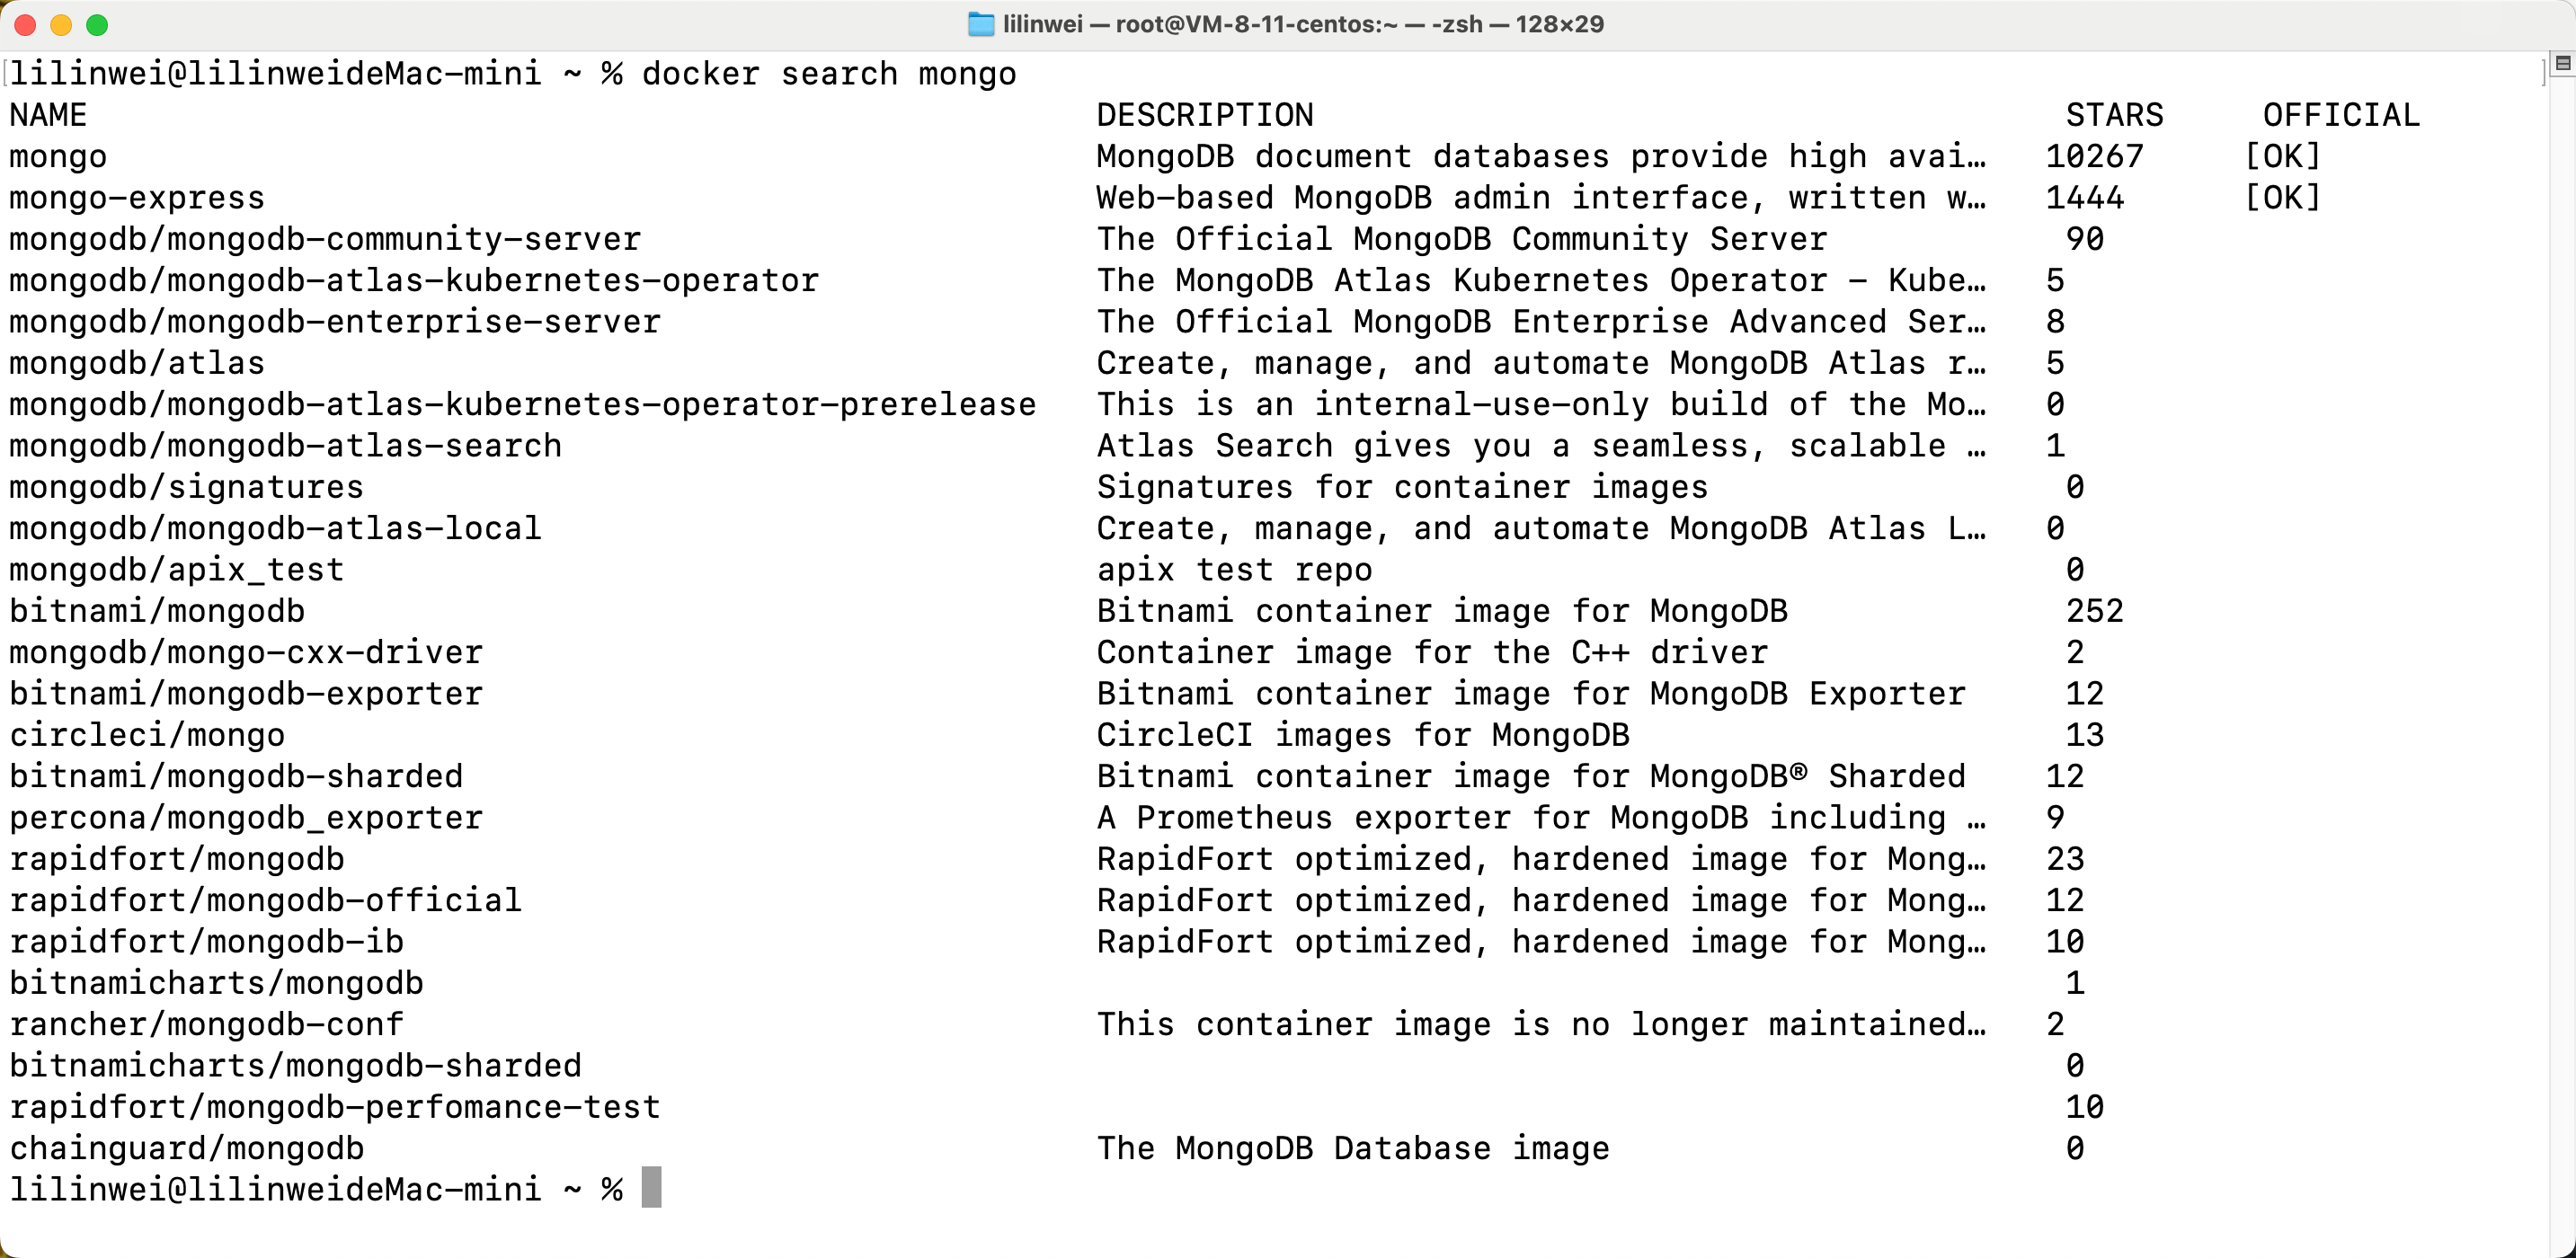 lilinwei — root@VM-8-11-centos:~ — -zsh — 128×29
[lilinwei@lilinweideMac-mini ~ % docker search mongo ]
NAME DESCRIPTION STARS OFFICIAL
mongo MongoDB document databases provide high avai… 10267 [OK]
mongo-express Web-based MongoDB admin interface, written w… 1444 [OK]
mongodb/mongodb-community-server The Official MongoDB Community Server 90
mongodb/mongodb-atlas-kubernetes-operator The MongoDB Atlas Kubernetes Operator - Kube… 5
mongodb/mongodb-enterprise-server The Official MongoDB Enterprise Advanced Ser… 8
mongodb/atlas Create, manage, and automate MongoDB Atlas r… 5
mongodb/mongodb-atlas-kubernetes-operator-prerelease This is an internal-use-only build of the Mo… 0
mongodb/mongodb-atlas-search Atlas Search gives you a seamless, scalable … 1
mongodb/signatures Signatures for container images 0
mongodb/mongodb-atlas-local Create, manage, and automate MongoDB Atlas L… 0
mongodb/apix_test apix test repo 0
bitnami/mongodb Bitnami container image for MongoDB 252
mongodb/mongo-cxx-driver Container image for the C++ driver 2
bitnami/mongodb-exporter Bitnami container image for MongoDB Exporter 12
circleci/mongo CircleCI images for MongoDB 13
bitnami/mongodb-sharded Bitnami container image for MongoDB® Sharded 12
percona/mongodb_exporter A Prometheus exporter for MongoDB including … 9
rapidfort/mongodb RapidFort optimized, hardened image for Mong… 23
rapidfort/mongodb-official RapidFort optimized, hardened image for Mong… 12
rapidfort/mongodb-ib RapidFort optimized, hardened image for Mong… 10
bitnamicharts/mongodb 1
rancher/mongodb-conf This container image is no longer maintained… 2
bitnamicharts/mongodb-sharded 0
rapidfort/mongodb-perfomance-test 10
chainguard/mongodb The MongoDB Database image 0
lilinwei@lilinweideMac-mini ~ %